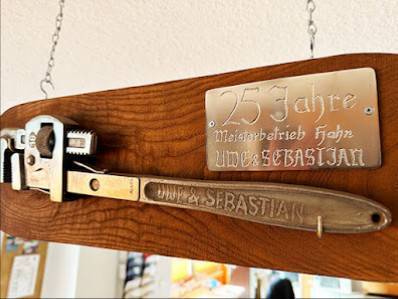 25 Jahre
Meisterbetrieb Hahn
UWE & SEBASTIAN
UWE & SEBASTIAN